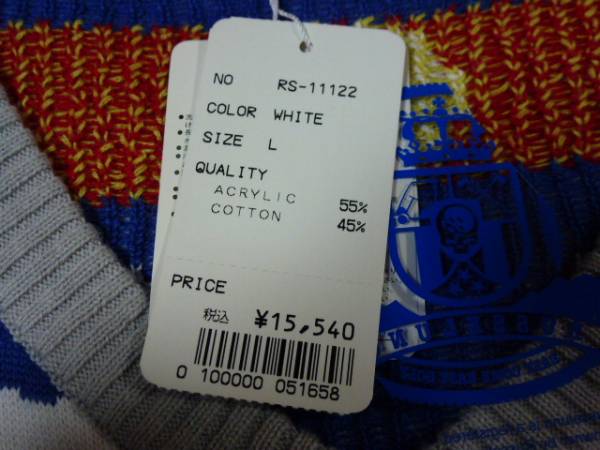 NO RS-11122
COLOR WHITE
SIZE L
QUALITY
ACRYLIC 55%
COTTON 45%
PRICE
税込 ¥15,540
0 100000 051658